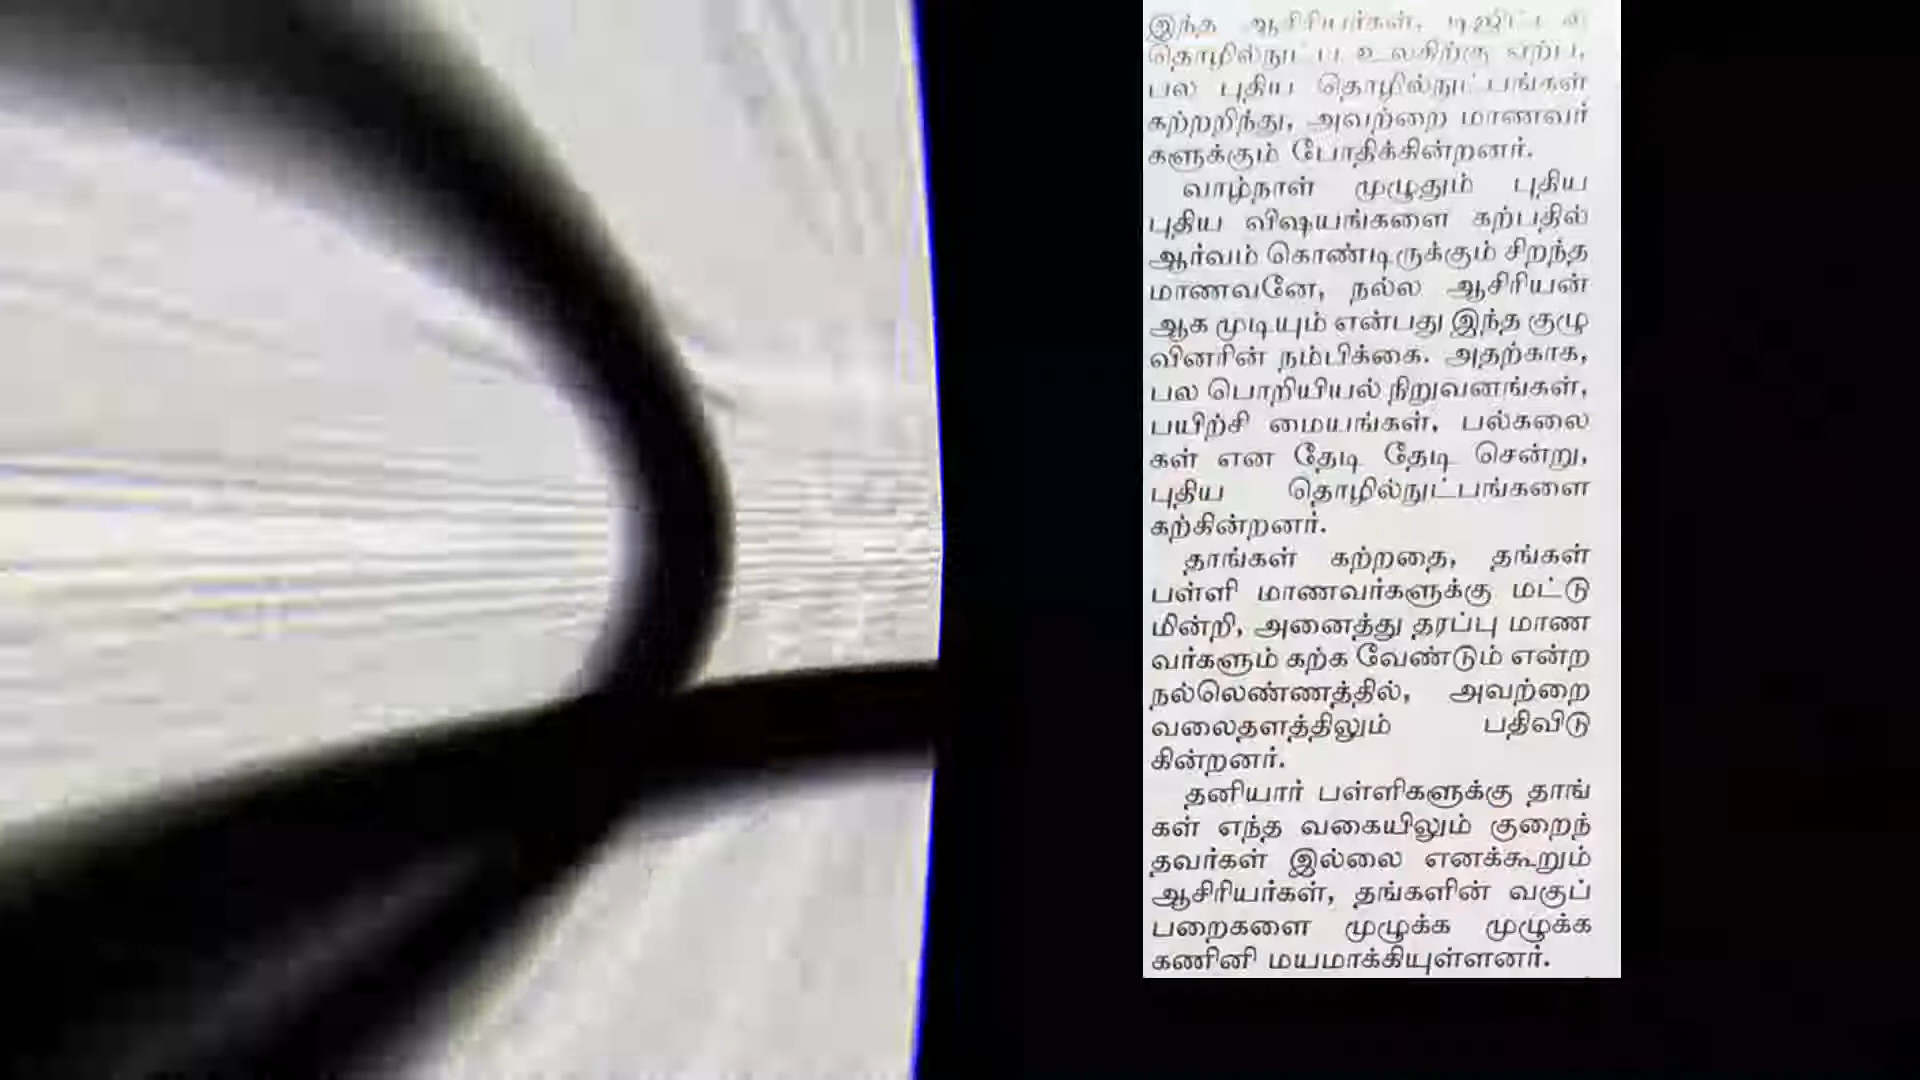 இந்த ஆசிரியர்கள், டிஜிட்டல்
தொழில்நுட்ப உலகிற்கு ஏற்ப,
பல புதிய தொழில்நுட்பங்கள்
கற்றறிந்து, அவற்றை மாணவர்
களுக்கும் போதிக்கின்றனர்.
வாழ்நாள் முழுதும் புதிய
புதிய விஷயங்களை கற்பதில்
ஆர்வம் கொண்டிருக்கும் சிறந்த
மாணவனே, நல்ல ஆசிரியன்
ஆக முடியும் என்பது இந்த குழு
வினரின் நம்பிக்கை. அதற்காக,
பல பொறியியல் நிறுவனங்கள்,
பயிற்சி மையங்கள், பல்கலை
கள் என தேடி தேடி சென்று,
புதிய தொழில்நுட்பங்களை
கற்கின்றனர்.
தாங்கள் கற்றதை, தங்கள்
பள்ளி மாணவர்களுக்கு மட்டு
மின்றி, அனைத்து தரப்பு மாண
வர்களும் கற்க வேண்டும் என்ற
நல்லெண்ணத்தில், அவற்றை
வலைதளத்திலும் பதிவிடு
கின்றனர்.
தனியார் பள்ளிகளுக்கு தாங்
கள் எந்த வகையிலும் குறைந்
தவர்கள் இல்லை எனக்கூறும்
ஆசிரியர்கள், தங்களின் வகுப்
பறைகளை முழுக்க முழுக்க
கணினி மயமாக்கியுள்ளனர்.